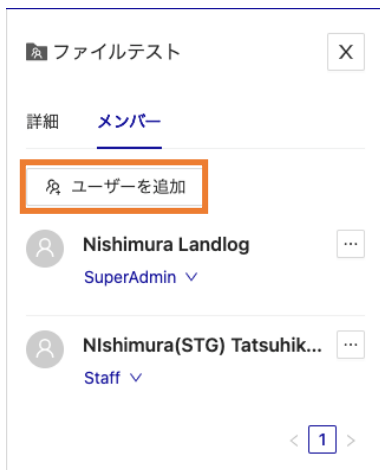 ファイルテスト
X
詳細 メンバー
ユーザーを追加
Nishimura Landlog ...
SuperAdmin
NIshimura(STG) Tatsuhik... ...
Staff
< 1 >